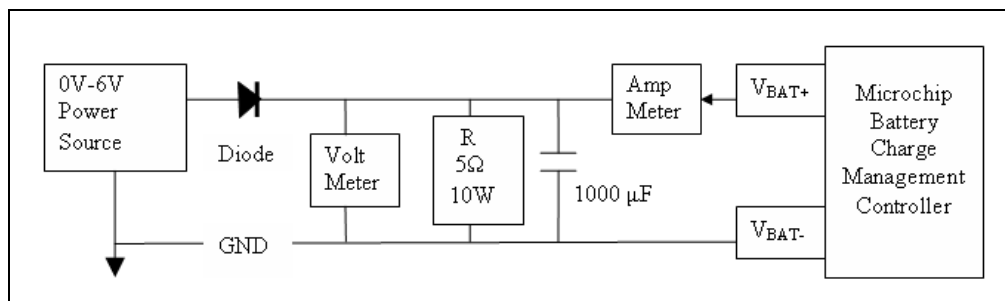 0V-6V
Power
Source
Diode
GND
Volt
Meter
R
5Ω
10W
1000 μF
Amp
Meter
VBAT+
VBAT-
Microchip
Battery
Charge
Management
Controller